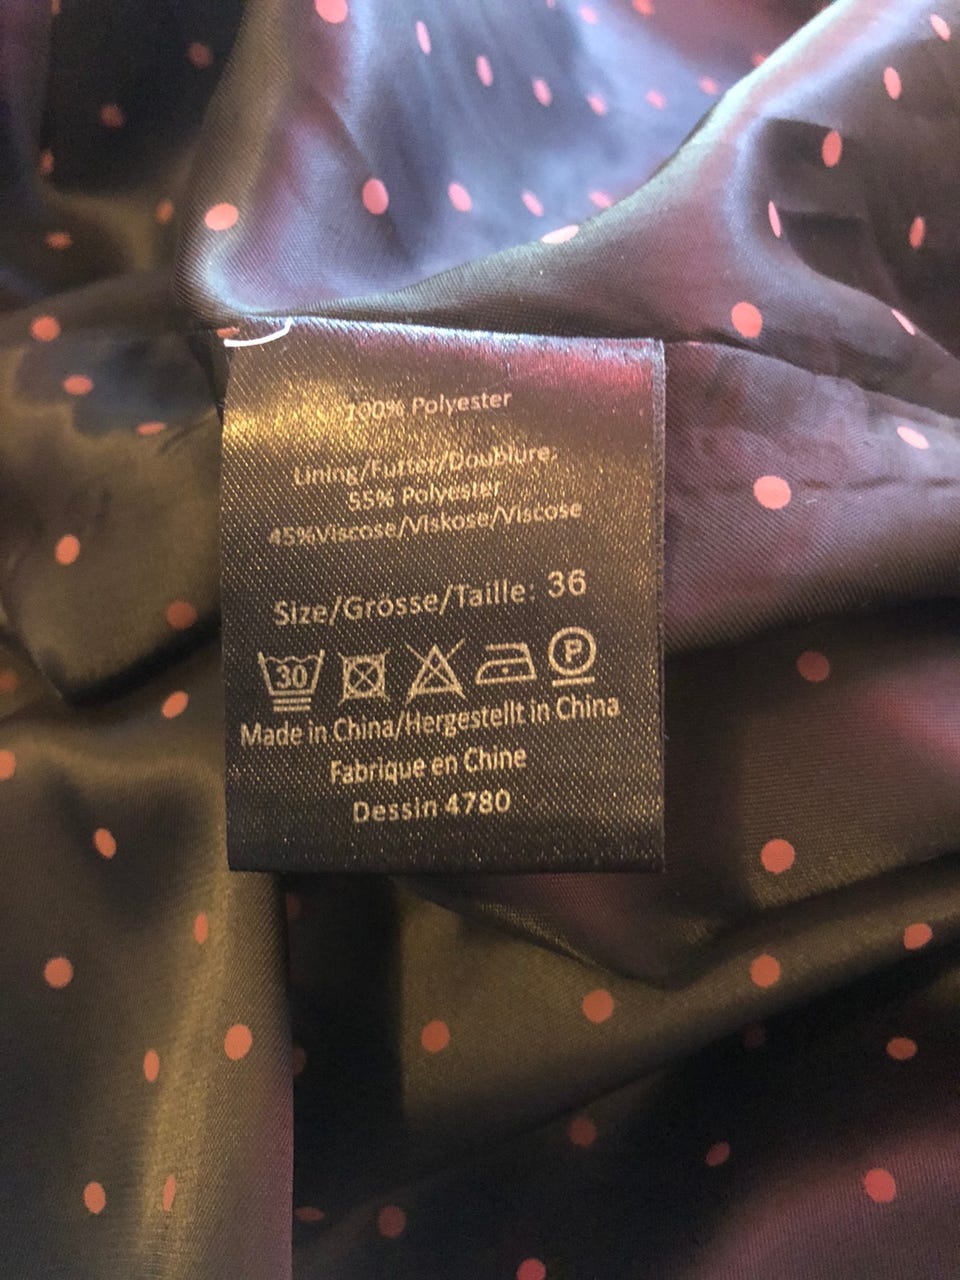 100% Polyester
Lining/Futter/Doublure:
55% Polyester
45%Viscose/Viskose/Viscose
Size/Grösse/Taille: 36
30 P
Made in China/Hergestellt in China
Fabrique en Chine
Dessin 4780